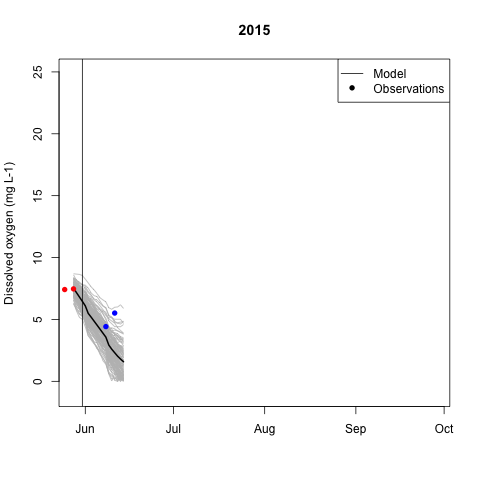 2015
Dissolved oxygen (mg L-1)
25
20
15
10
5
0
Model
Observations
Jun
Jul
Aug
Sep
Oct